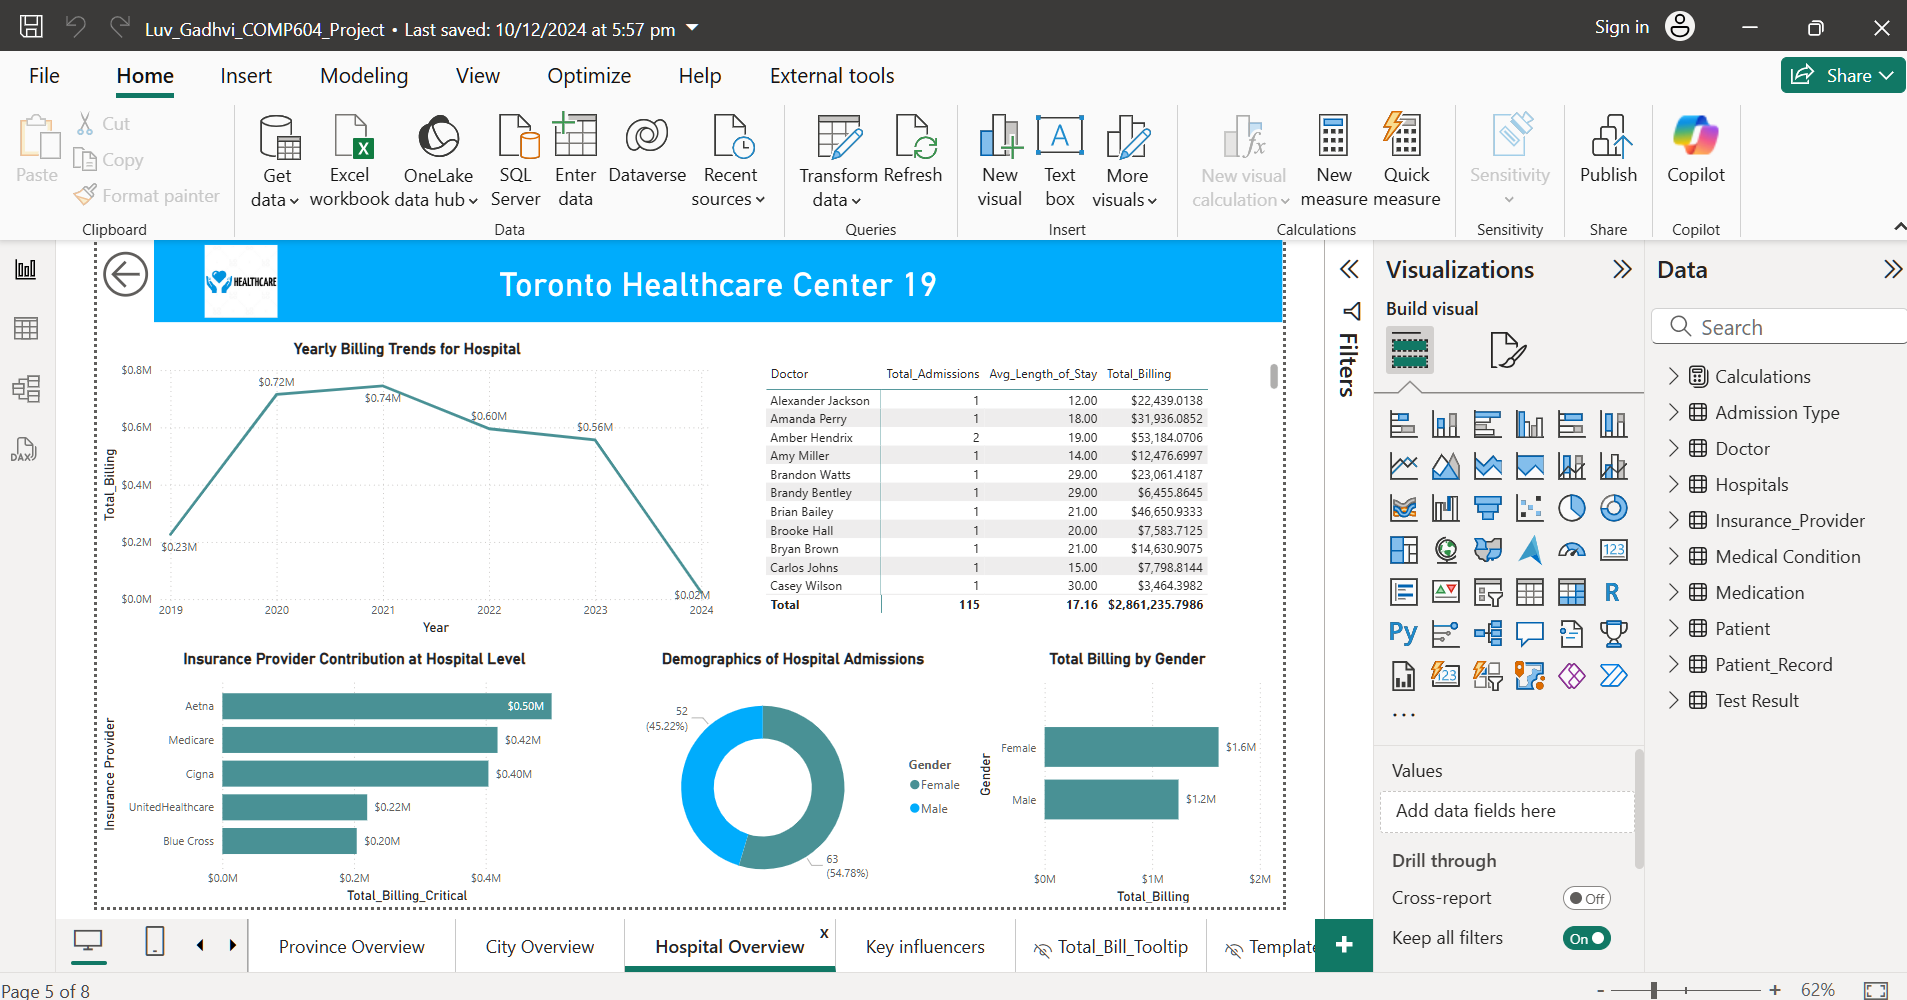 Luv_Gadhvi_COMP604_Project • Last saved: 10/12/2024 at 5:57 pm
Sign in
File Home Insert Modeling View Optimize Help External tools
Share
Paste
Cut
Copy
Format painter
Clipboard
Get data
Excel workbook
OneLake data hub
SQL Server
Enter data
Dataverse
Recent sources
Data
Transform data
Refresh
Queries
New visual
Text box
More visuals
Insert
New visual calculation
New measure
Quick measure
Calculations
Sensitivity
Sensitivity
Publish
Share
Copilot
Copilot
HEALTHCARE
Toronto Healthcare Center 19
Yearly Billing Trends for Hospital
Total_Billing
$0.8M
$0.6M
$0.4M
$0.2M
$0.0M
$0.23M
$0.72M
$0.74M
$0.60M
$0.56M
$0.02M
2019 2020 2021 2022 2023 2024
Year
Doctor Total_Admissions Avg_Length_of_Stay Total_Billing
Alexander Jackson 1 12.00 $22,439.0138
Amanda Perry 1 18.00 $31,936.0852
Amber Hendrix 2 19.00 $53,184.0706
Amy Miller 1 14.00 $12,476.6997
Brandon Watts 1 29.00 $23,061.4187
Brandy Bentley 1 29.00 $6,455.8645
Brian Bailey 1 21.00 $46,650.9333
Brooke Hall 1 20.00 $7,583.7125
Bryan Brown 1 21.00 $14,630.9075
Carlos Johns 1 15.00 $7,798.8144
Casey Wilson 1 30.00 $3,464.3982
Total 115 17.16 $2,861,235.7986
Insurance Provider Contribution at Hospital Level
Insurance Provider
Aetna $0.50M
Medicare $0.42M
Cigna $0.40M
UnitedHealthcare $0.22M
Blue Cross $0.20M
$0.0M $0.2M $0.4M
Total_Billing_Critical
Demographics of Hospital Admissions
52
(45.22%)
63
(54.78%)
Gender
Female
Male
Total Billing by Gender
Gender
Female $1.6M
Male $1.2M
$0M $1M $2M
Total_Billing
Filters
Visualizations
Build visual
123
R
Py
123
...
Values
Add data fields here
Drill through
Cross-report Off
Keep all filters On
Data
Search
Calculations
Admission Type
Doctor
Hospitals
Insurance_Provider
Medical Condition
Medication
Patient
Patient_Record
Test Result
DAX
Province Overview City Overview Hospital Overview x Key influencers Total_Bill_Tooltip Template +
Page 5 of 8
- + 62%